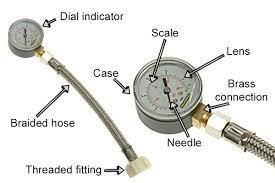 Dial indicator
Scale
Lens
Case
Brass
connection
Braided hose
Needle
Threaded fitting